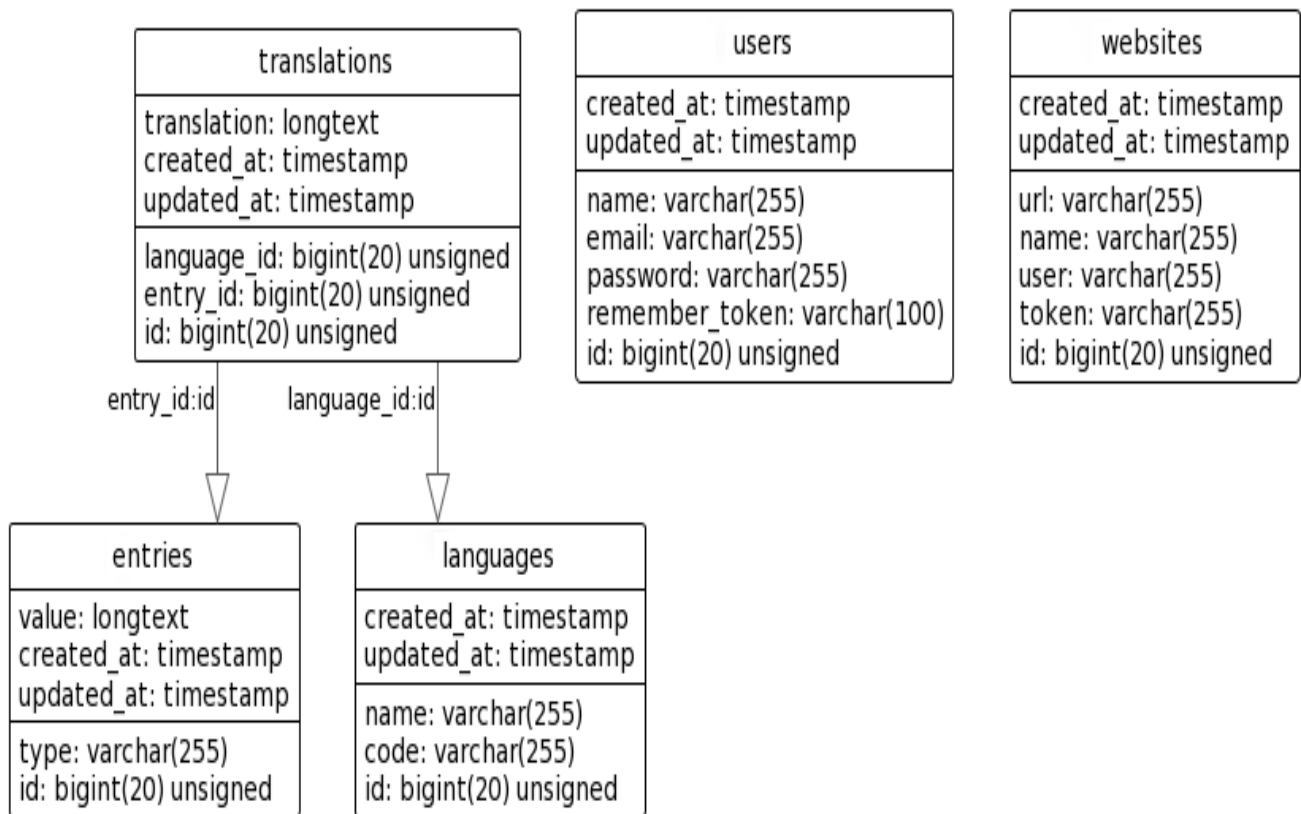 translations
translation: longtext
created_at: timestamp
updated_at: timestamp
language_id: bigint(20) unsigned
entry_id: bigint(20) unsigned
id: bigint(20) unsigned
users
created_at: timestamp
updated_at: timestamp
name: varchar(255)
email: varchar(255)
password: varchar(255)
remember_token: varchar(100)
id: bigint(20) unsigned
websites
created_at: timestamp
updated_at: timestamp
url: varchar(255)
name: varchar(255)
user: varchar(255)
token: varchar(255)
id: bigint(20) unsigned
entry_id:id
language_id:id
entries
value: longtext
created_at: timestamp
updated_at: timestamp
type: varchar(255)
id: bigint(20) unsigned
languages
created_at: timestamp
updated_at: timestamp
name: varchar(255)
code: varchar(255)
id: bigint(20) unsigned